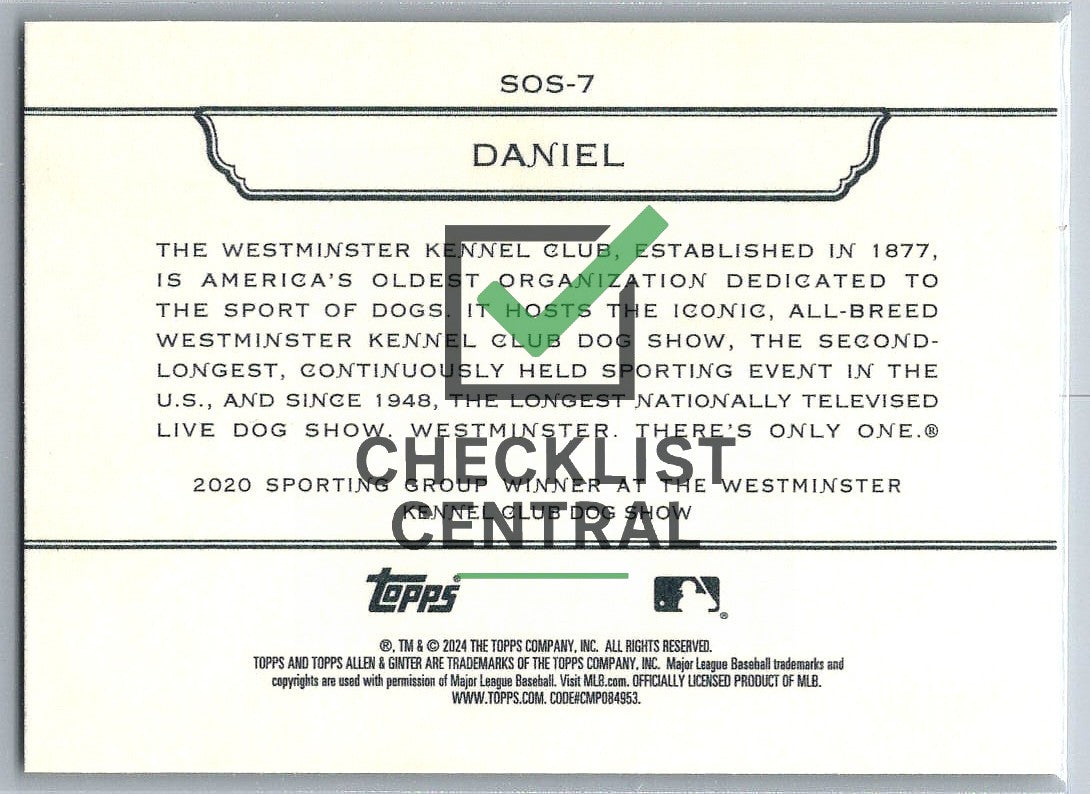 SOS-7
DANIEL
THE WESTMINSTER KENNEL CLUB, ESTABLISHED IN 1877,
IS AMERICA'S OLDEST ORGANIZATION DEDICATED TO
THE SPORT OF DOGS. IT HOSTS THE ICONIC, ALL-BREED
WESTMINSTER KENNEL CLUB DOG SHOW, THE SECOND-
LONGEST, CONTINUOUSLY HELD SPORTING EVENT IN THE
U.S., AND SINCE 1948, THE LONGEST NATIONALLY TELEVISED
LIVE DOG SHOW. WESTMINSTER. THERE'S ONLY ONE.®
CHECKLIST
2020 SPORTING GROUP WINNER AT THE WESTMINSTER
KENNEL CLUB DOG SHOW
CENTRAL
topps®
®
®, TM & © 2024 THE TOPPS COMPANY, INC. ALL RIGHTS RESERVED.
TOPPS AND TOPPS ALLEN & GINTER ARE TRADEMARKS OF THE TOPPS COMPANY, INC. Major League Baseball trademarks and
copyrights are used with permission of Major League Baseball. Visit MLB.com. OFFICIALLY LICENSED PRODUCT OF MLB.
WWW.TOPPS.COM. CODE#CMP084953.